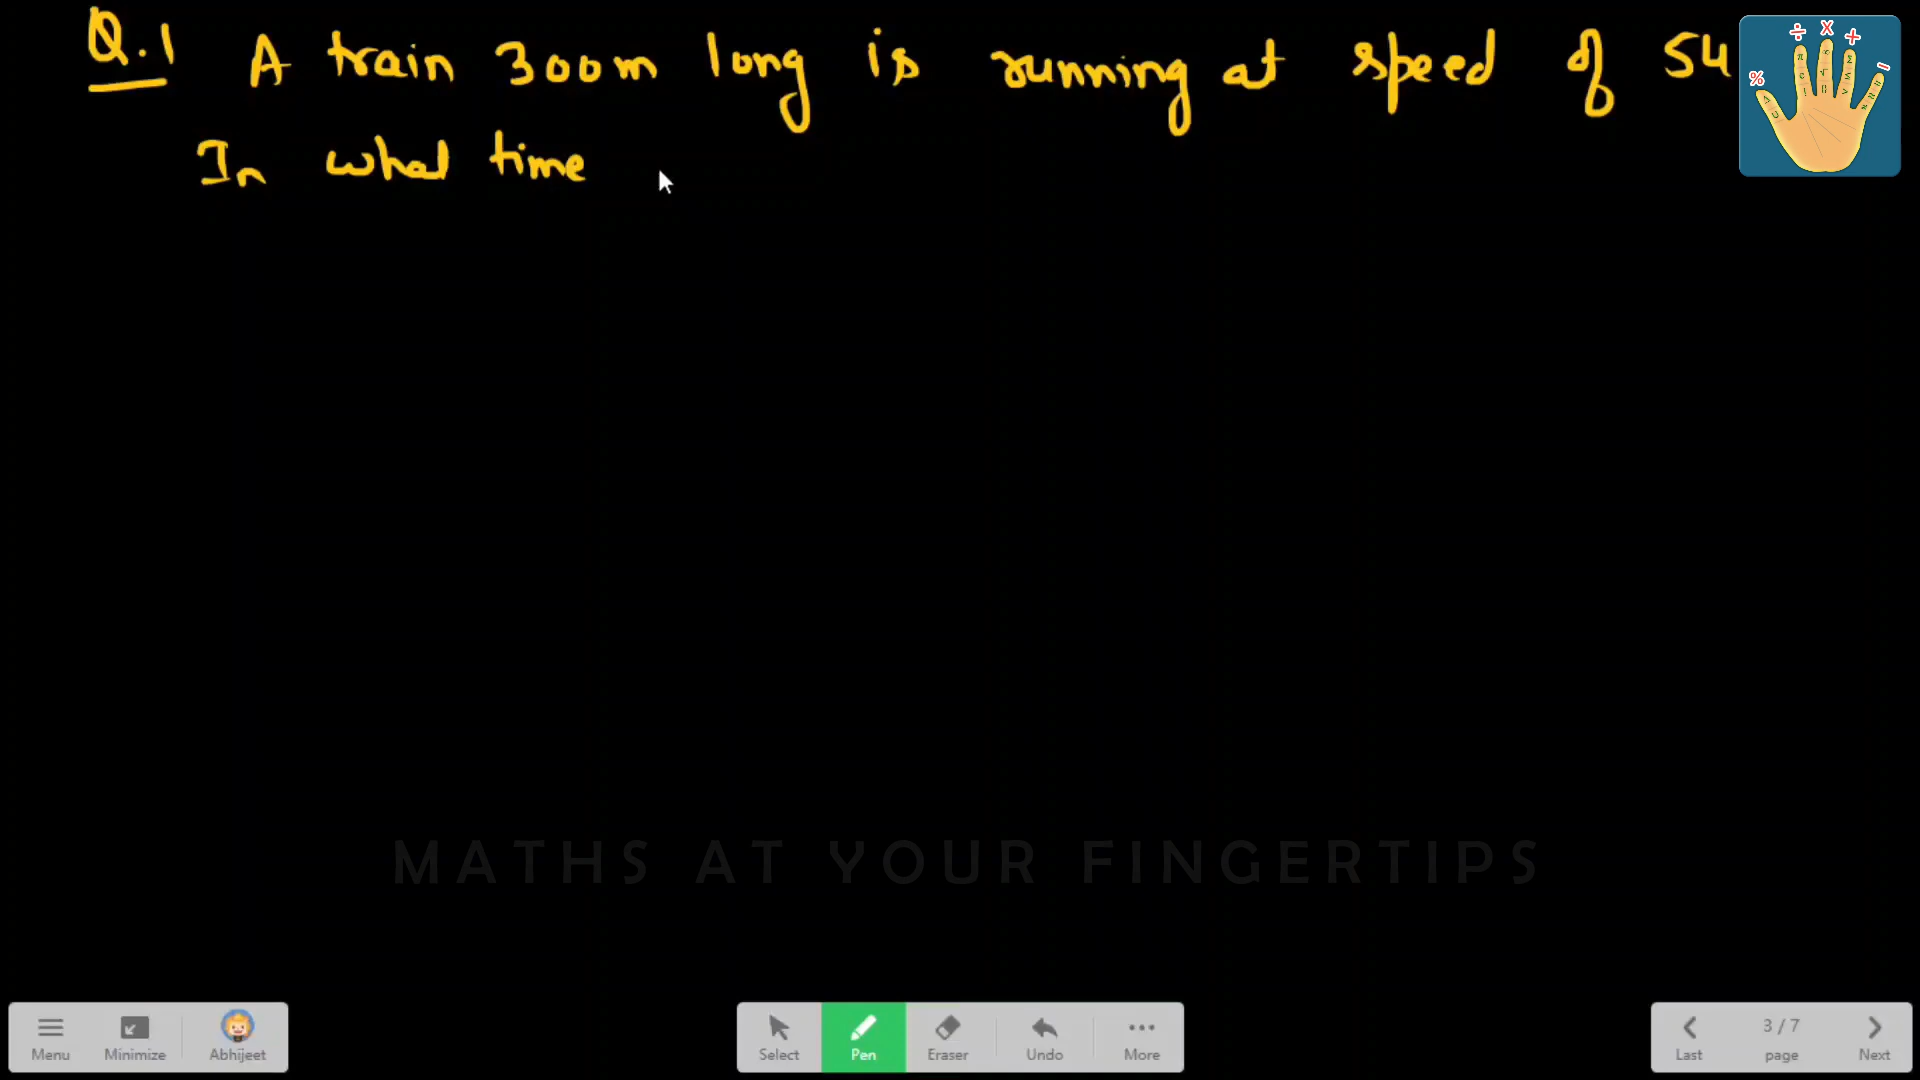 Q.1 A train 300m long is running at speed of 54
In what time
MATHS AT YOUR FINGERTIPS
Menu Minimize Abhijeet Select Pen Eraser Undo More Last 3 / 7 page Next